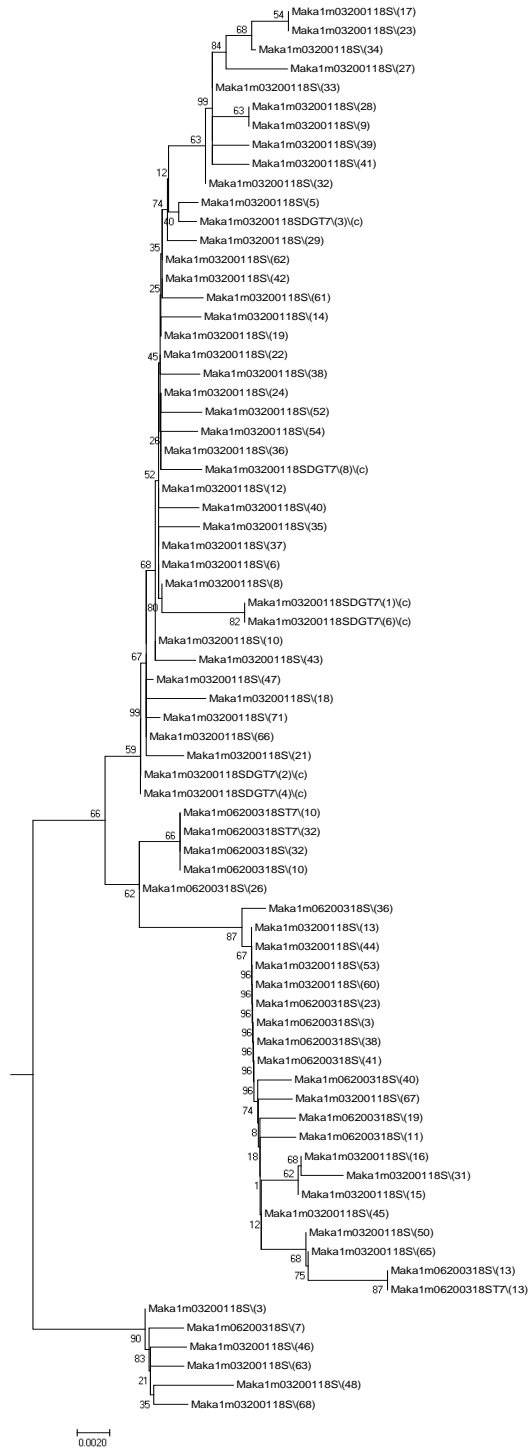 54
Maka1m03200118S\(17)
Maka1m03200118S\(23)
68
Maka1m03200118S\(34)
84
Maka1m03200118S\(27)
Maka1m03200118S\(33)
99
Maka1m03200118S\(28)
63
Maka1m03200118S\(9)
63
Maka1m03200118S\(39)
Maka1m03200118S\(41)
12
Maka1m03200118S\(32)
74
Maka1m03200118S\(5)
40
Maka1m03200118SDGT7\(3)\(c)
Maka1m03200118S\(29)
35
Maka1m03200118S\(62)
Maka1m03200118S\(42)
25
Maka1m03200118S\(61)
Maka1m03200118S\(14)
Maka1m03200118S\(19)
45
Maka1m03200118S\(22)
Maka1m03200118S\(38)
Maka1m03200118S\(24)
Maka1m03200118S\(52)
Maka1m03200118S\(54)
26
Maka1m03200118S\(36)
Maka1m03200118SDGT7\(8)\(c)
52
Maka1m03200118S\(12)
Maka1m03200118S\(40)
Maka1m03200118S\(35)
Maka1m03200118S\(37)
68
Maka1m03200118S\(6)
Maka1m03200118S\(8)
80
Maka1m03200118SDGT7\(1)\(c)
82
Maka1m03200118SDGT7\(6)\(c)
Maka1m03200118S\(10)
67
Maka1m03200118S\(43)
Maka1m03200118S\(47)
Maka1m03200118S\(18)
99
Maka1m03200118S\(71)
Maka1m03200118S\(66)
59
Maka1m03200118S\(21)
Maka1m03200118SDGT7\(2)\(c)
Maka1m03200118SDGT7\(4)\(c)
66
Maka1m06200318ST7\(10)
66
Maka1m06200318ST7\(32)
Maka1m06200318S\(32)
Maka1m06200318S\(10)
62
Maka1m06200318S\(26)
Maka1m06200318S\(36)
87
Maka1m03200118S\(13)
67
Maka1m03200118S\(44)
Maka1m03200118S\(53)
96
Maka1m03200118S\(60)
96
Maka1m06200318S\(23)
96
Maka1m06200318S\(3)
96
Maka1m06200318S\(38)
96
Maka1m06200318S\(41)
96
Maka1m06200318S\(40)
96
Maka1m03200118S\(67)
74
Maka1m06200318S\(19)
8
Maka1m06200318S\(11)
18
68
Maka1m03200118S\(16)
62
Maka1m03200118S\(31)
1
Maka1m03200118S\(15)
12
Maka1m03200118S\(45)
Maka1m03200118S\(50)
68
Maka1m03200118S\(65)
75
Maka1m06200318S\(13)
87
Maka1m06200318ST7\(13)
Maka1m03200118S\(3)
90
Maka1m06200318S\(7)
Maka1m03200118S\(46)
83
Maka1m03200118S\(63)
21
Maka1m03200118S\(48)
35
Maka1m03200118S\(68)
0.0020